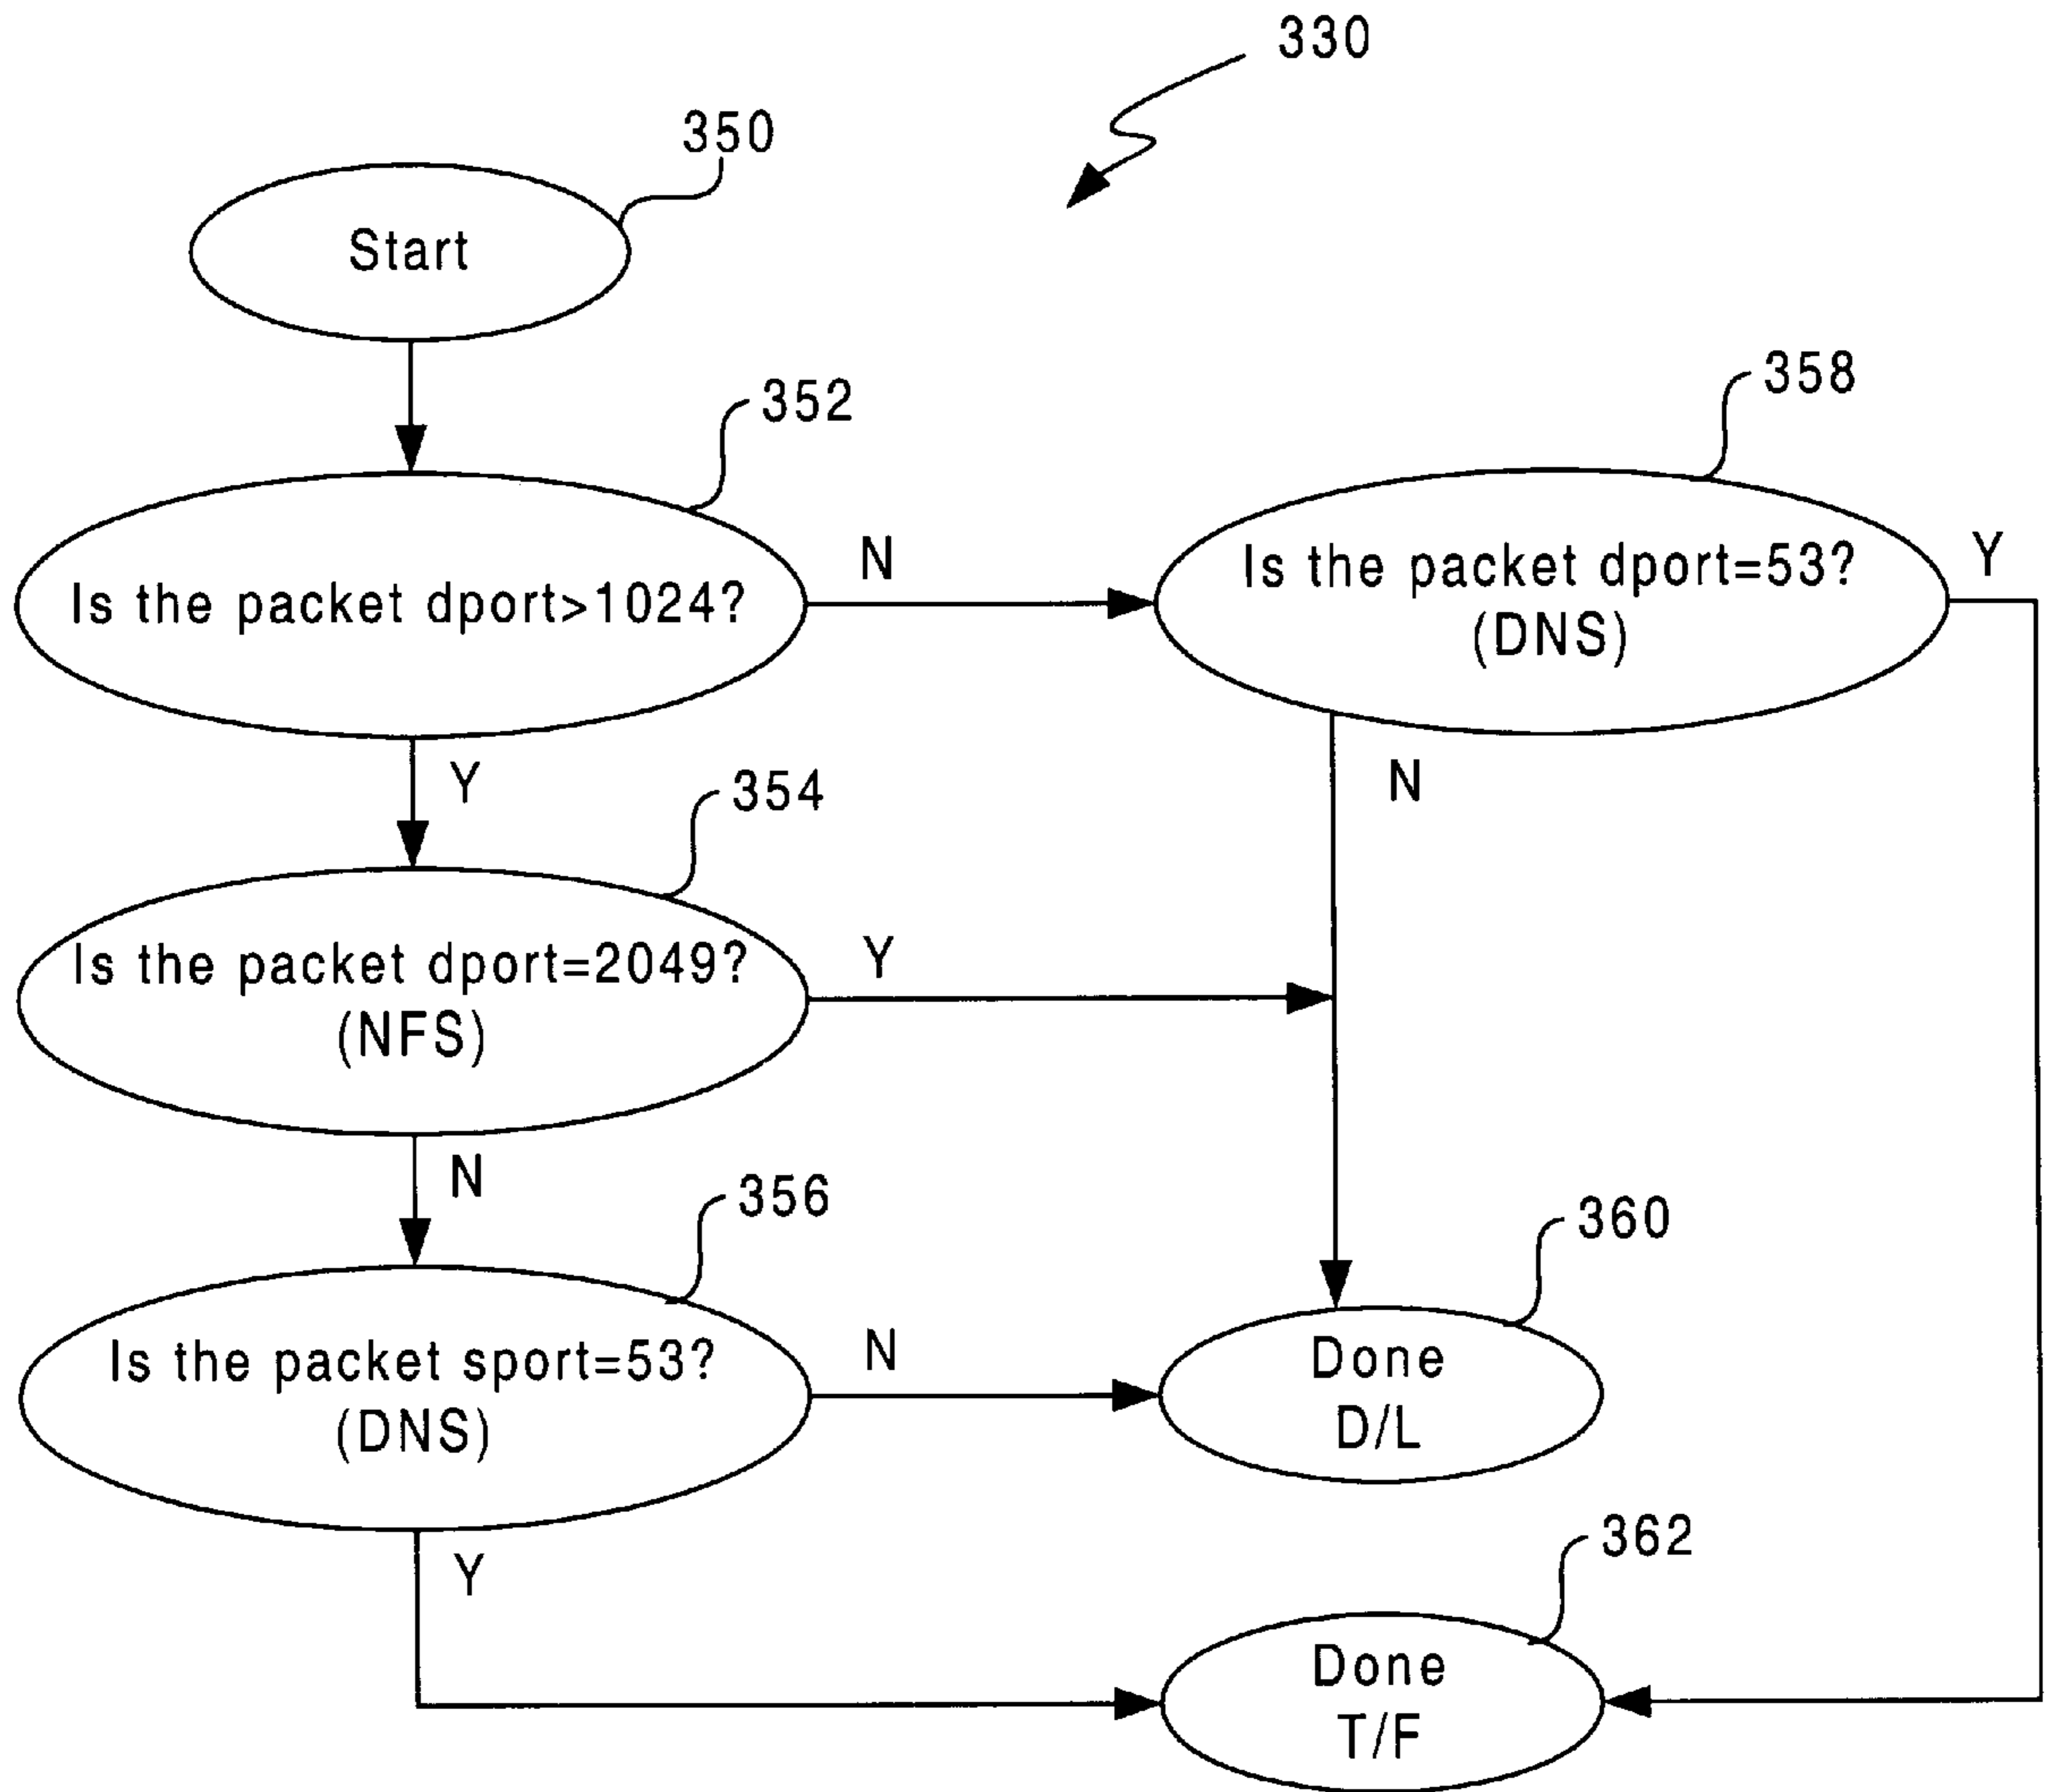 330
350
Start
352
358
Is the packet dport>1024?
N
Is the packet dport=53?
(DNS)
Y
Y
N
354
Is the packet dport=2049?
(NFS)
Y
N
356
360
Is the packet sport=53?
(DNS)
N
Done
D/L
Y
362
Done
T/F